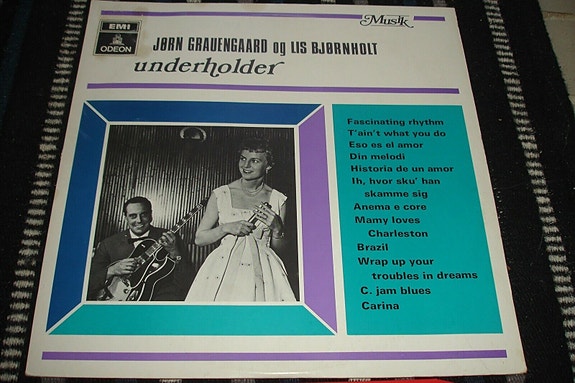 Musik
EMI
ODEON
JØRN GRAUENGAARD og LIS BJØRNHOLT
underholder
Fascinating rhythm
T'ain't what you do
Eso es el amor
Din melodi
Historia de un amor
Ih, hvor sku' han
skamme sig
Anema e core
Mamy loves
Charleston
Brazil
Wrap up your
troubles in dreams
C. jam blues
Carina